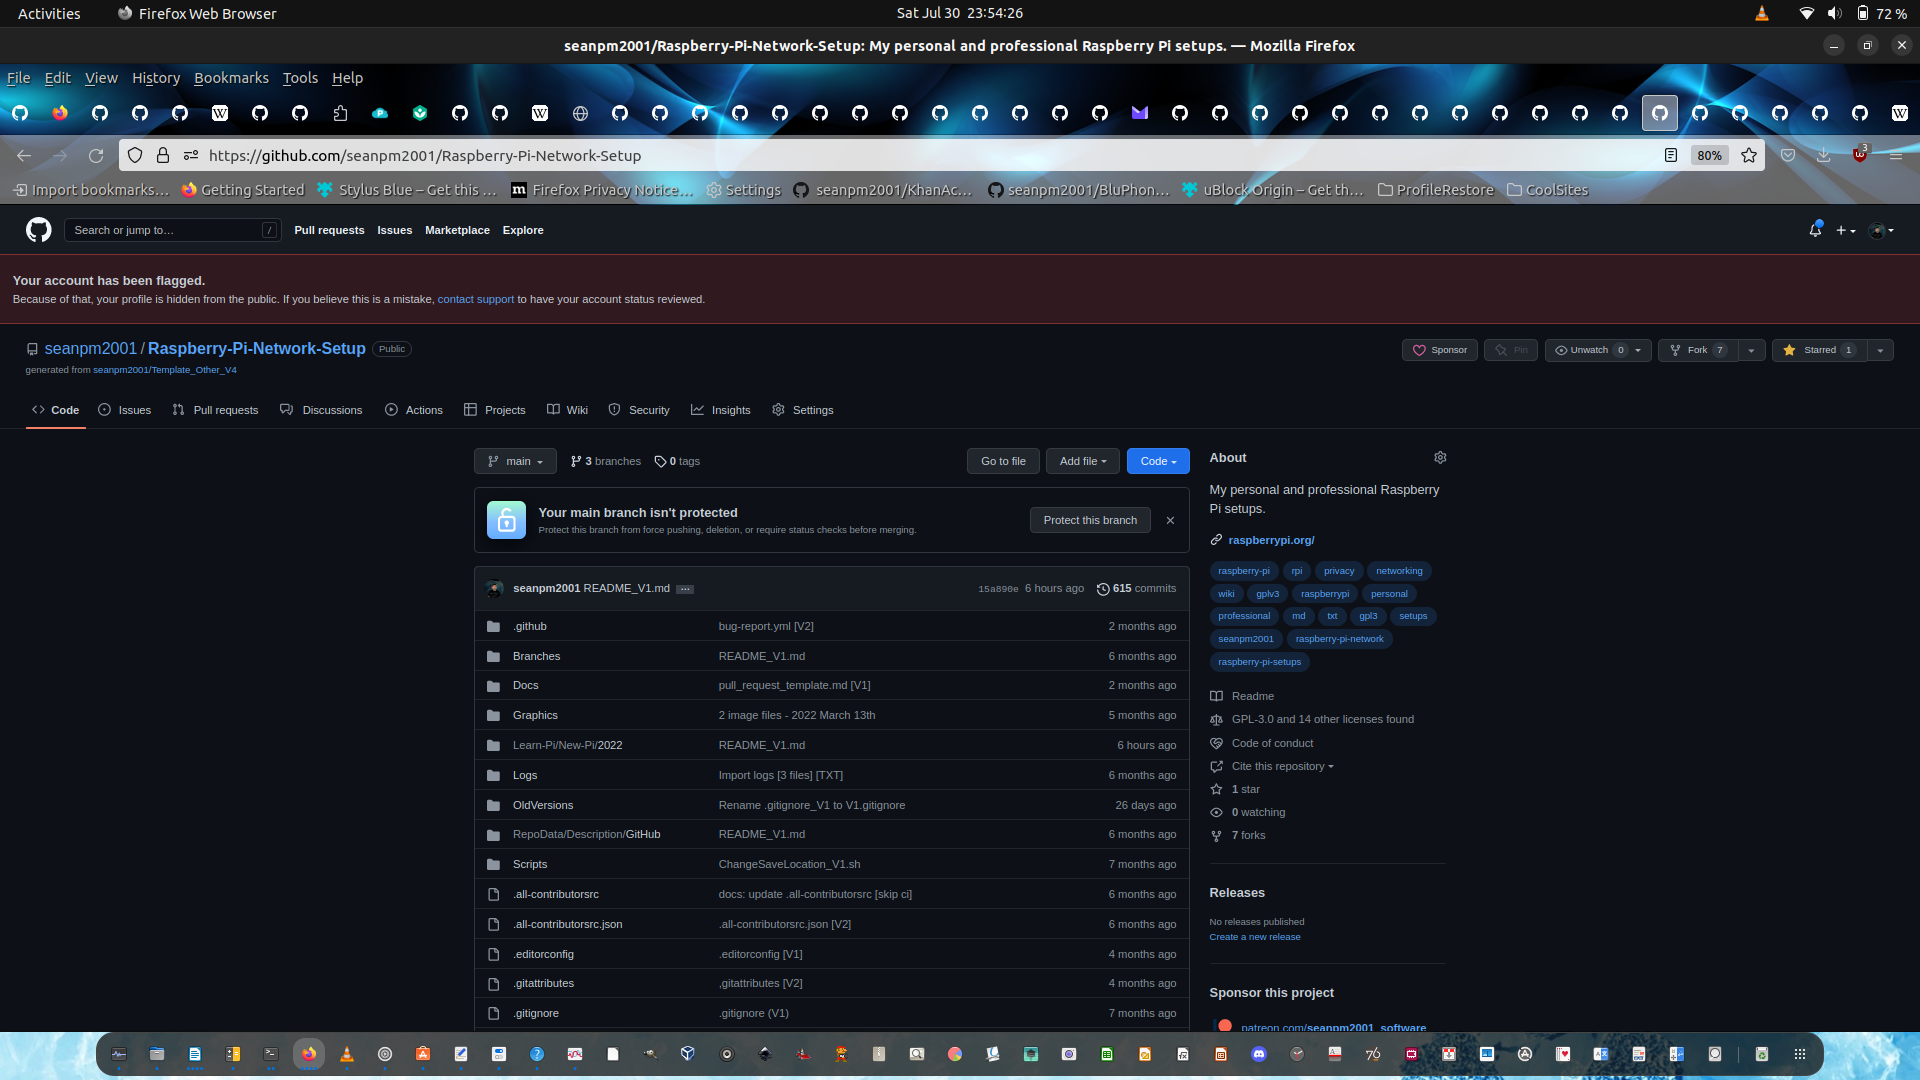 Activities
Firefox Web Browser
Sat Jul 30 23:54:26
72 %
seanpm2001/Raspberry-Pi-Network-Setup: My personal and professional Raspberry Pi setups. — Mozilla Firefox
File Edit View History Bookmarks Tools Help
https://github.com/seanpm2001/Raspberry-Pi-Network-Setup
80%
3
Import bookmarks…
Getting Started
Stylus Blue – Get this …
Firefox Privacy Notice…
Settings
seanpm2001/KhanAc…
seanpm2001/BluPhon…
uBlock Origin – Get th…
ProfileRestore
CoolSites
Search or jump to…
/
Pull requests Issues Marketplace Explore
Your account has been flagged.
Because of that, your profile is hidden from the public. If you believe this is a mistake, contact support to have your account status reviewed.
seanpm2001 / Raspberry-Pi-Network-Setup Public
generated from seanpm2001/Template_Other_V4
Sponsor
Pin
Unwatch 0
Fork 7
Starred 1
Code Issues Pull requests Discussions Actions Projects Wiki Security Insights Settings
main
3 branches
0 tags
Go to file
Add file
Code
Your main branch isn't protected
Protect this branch from force pushing, deletion, or require status checks before merging.
Protect this branch
seanpm2001 README_V1.md …
15a890e 6 hours ago
615 commits
.github bug-report.yml [V2] 2 months ago
Branches README_V1.md 6 months ago
Docs pull_request_template.md [V1] 2 months ago
Graphics 2 image files - 2022 March 13th 5 months ago
Learn-Pi/New-Pi/2022 README_V1.md 6 hours ago
Logs Import logs [3 files] [TXT] 6 months ago
OldVersions Rename .gitignore_V1 to V1.gitignore 26 days ago
RepoData/Description/GitHub README_V1.md 6 months ago
Scripts ChangeSaveLocation_V1.sh 7 months ago
.all-contributorsrc docs: update .all-contributorsrc [skip ci] 6 months ago
.all-contributorsrc.json .all-contributorsrc.json [V2] 6 months ago
.editorconfig .editorconfig [V1] 4 months ago
.gitattributes .gitattributes [V2] 4 months ago
.gitignore .gitignore (V1) 7 months ago
About
My personal and professional Raspberry
Pi setups.
raspberrypi.org/
raspberry-pi rpi privacy networking
wiki gplv3 raspberrypi personal
professional md txt gpl3 setups
seanpm2001 raspberry-pi-network
raspberry-pi-setups
Readme
GPL-3.0 and 14 other licenses found
Code of conduct
Cite this repository
1 star
0 watching
7 forks
Releases
No releases published
Create a new release
Sponsor this project
patreon.com/seanpm2001_software